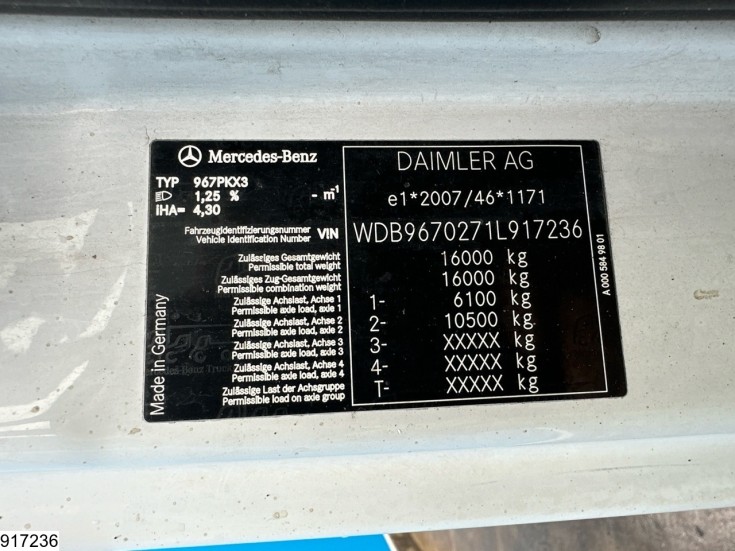 Mercedes-Benz
TYP 967PKX3
1,25 % - m-1
IHA= 4,30
Fahrzeugidentifizierungsnummer
Vehicle Identification Number VIN
Zulässiges Gesamtgewicht
Permissible total weight
Zulässiges Zug-Gesamtgewicht
Permissible combination weight
Zulässige Achslast, Achse 1
Permissible axle load, axle 1
Zulässige Achslast, Achse 2
Permissible axle load, axle 2
Zulässige Achslast, Achse 3
Permissible axle load, axle 3
Zulässige Achslast, Achse 4
Permissible axle load, axle 4
Zulässige Last der Achsgruppe
Permissible load on axle group
Made in Germany
DAIMLER AG
e1*2007/46*1171
WDB9670271L917236
16000 kg
16000 kg
1- 6100 kg
2- 10500 kg
3- XXXXX kg
4- XXXXX kg
T- XXXXX kg
A 000 584 98 01
917236